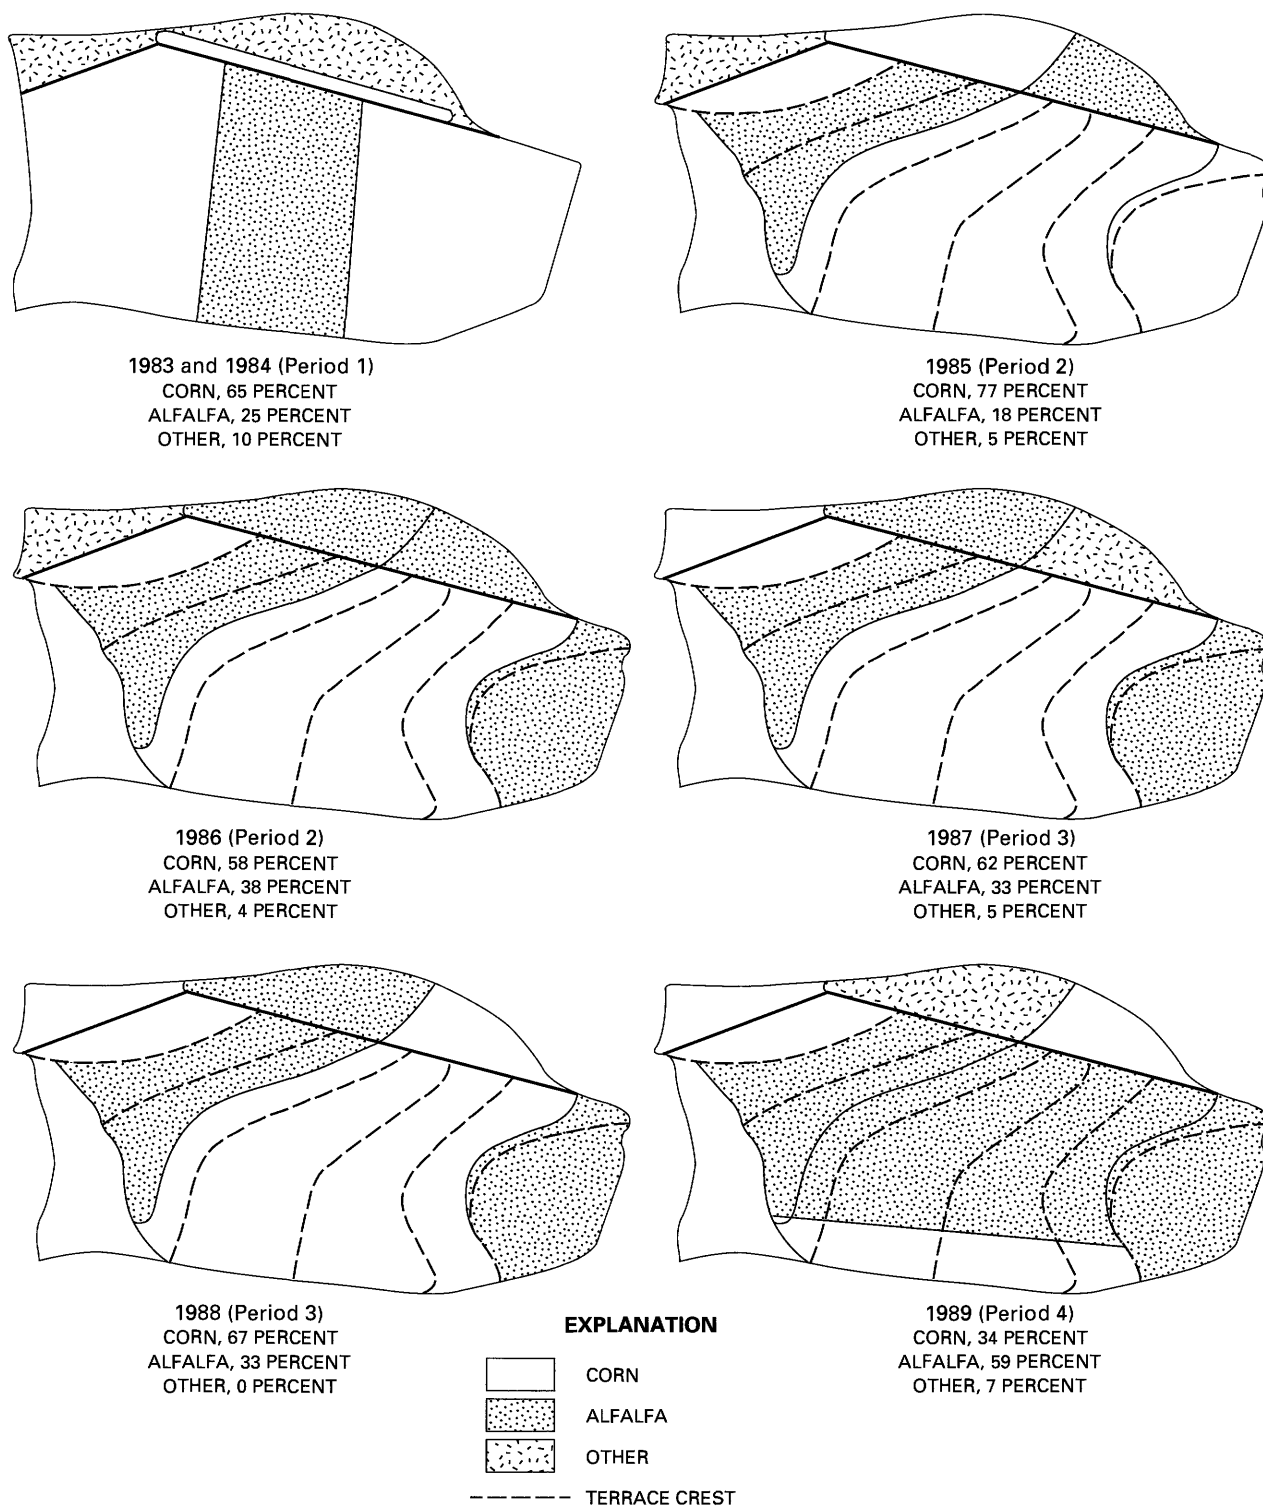 1983 and 1984 (Period 1)
CORN, 65 PERCENT
ALFALFA, 25 PERCENT
OTHER, 10 PERCENT
1985 (Period 2)
CORN, 77 PERCENT
ALFALFA, 18 PERCENT
OTHER, 5 PERCENT
1986 (Period 2)
CORN, 58 PERCENT
ALFALFA, 38 PERCENT
OTHER, 4 PERCENT
1987 (Period 3)
CORN, 62 PERCENT
ALFALFA, 33 PERCENT
OTHER, 5 PERCENT
1988 (Period 3)
CORN, 67 PERCENT
ALFALFA, 33 PERCENT
OTHER, 0 PERCENT
1989 (Period 4)
CORN, 34 PERCENT
ALFALFA, 59 PERCENT
OTHER, 7 PERCENT
EXPLANATION
CORN
ALFALFA
OTHER
TERRACE CREST